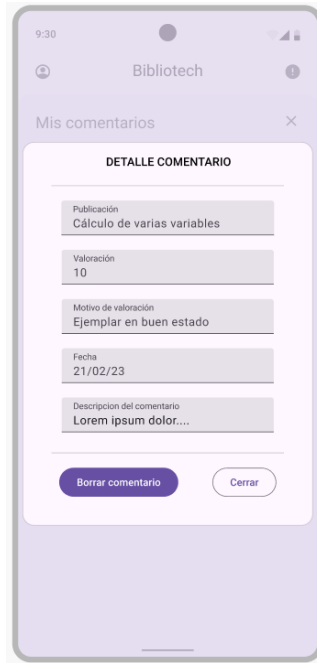 9:30
Bibliotech
Mis comentarios
DETALLE COMENTARIO
Publicación
Cálculo de varias variables
Valoración
10
Motivo de valoración
Ejemplar en buen estado
Fecha
21/02/23
Descripcion del comentario
Lorem ipsum dolor....
Borrar comentario
Cerrar